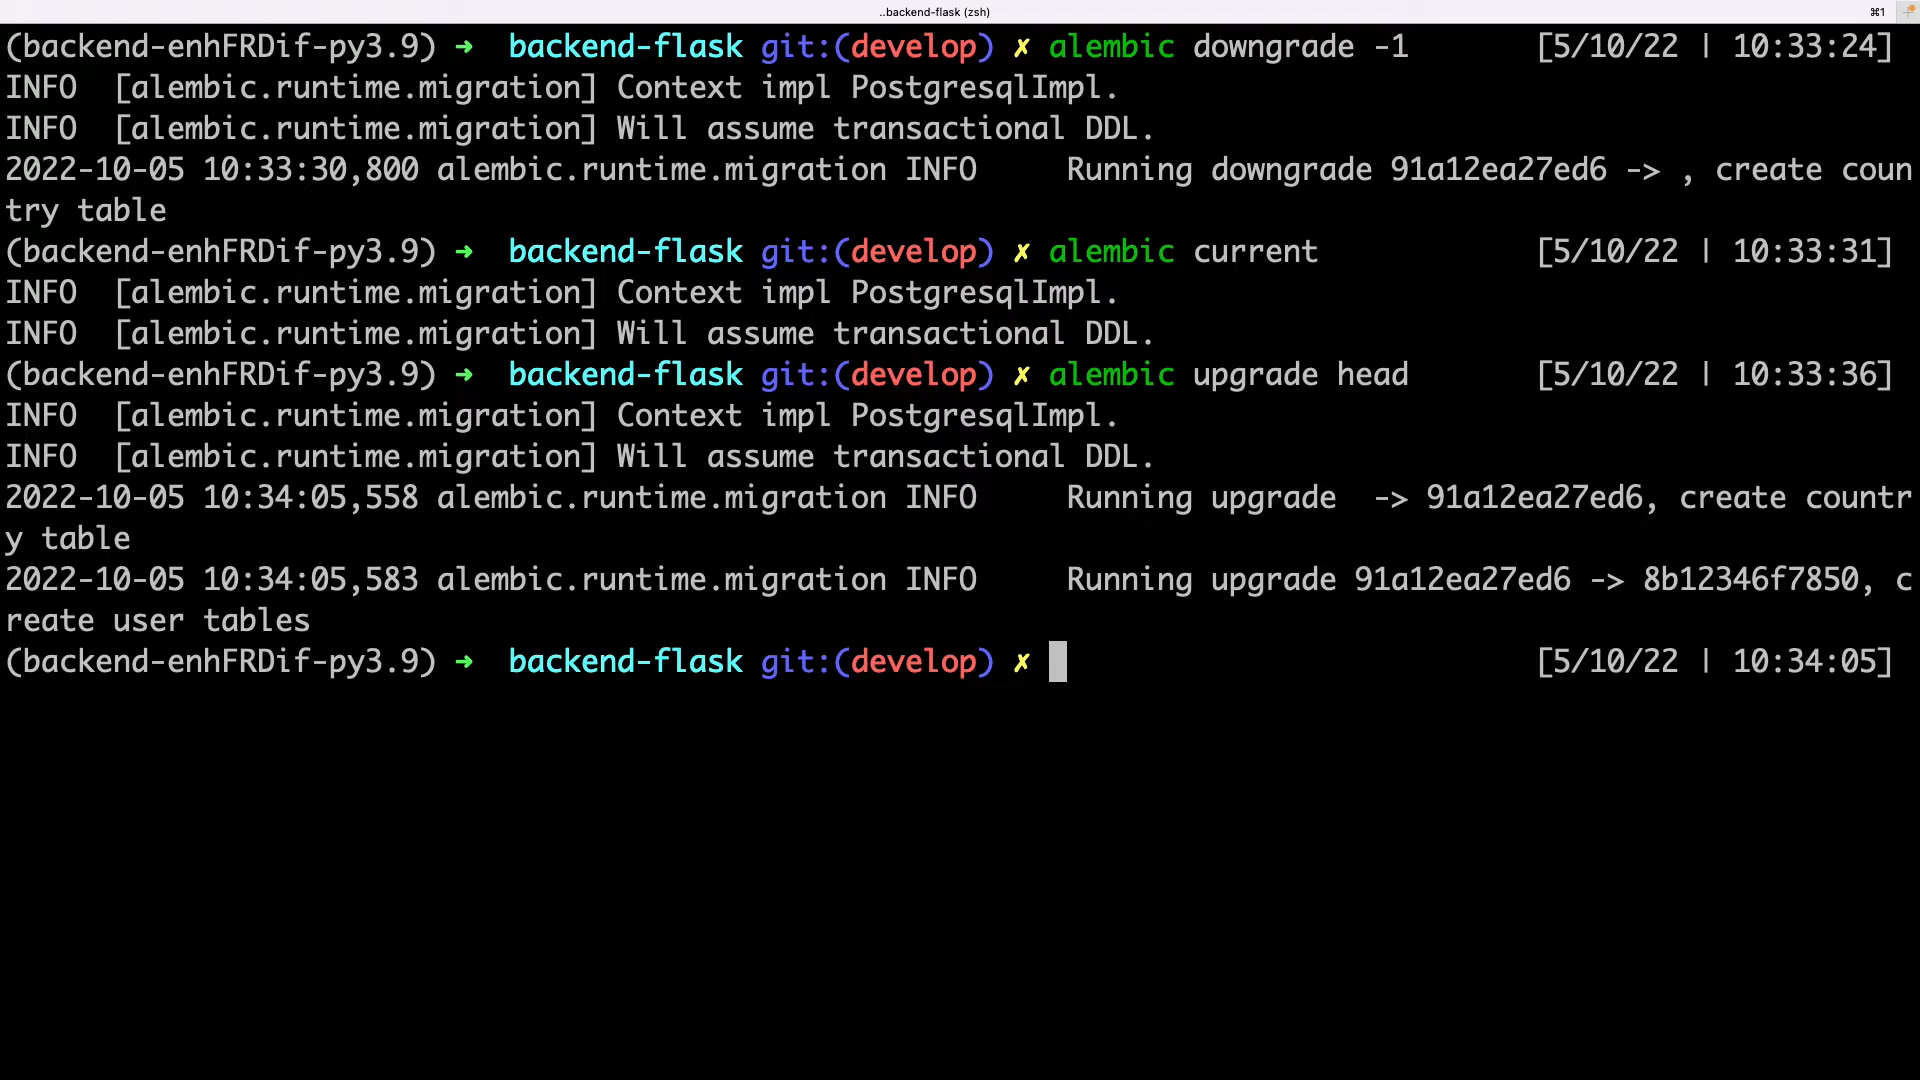 ..backend-flask (zsh) ⌘1
(backend-enhFRDif-py3.9) ➜ backend-flask git:(develop) ✗ alembic downgrade -1 [5/10/22 | 10:33:24]
INFO [alembic.runtime.migration] Context impl PostgresqlImpl.
INFO [alembic.runtime.migration] Will assume transactional DDL.
2022-10-05 10:33:30,800 alembic.runtime.migration INFO Running downgrade 91a12ea27ed6 -> , create coun
try table
(backend-enhFRDif-py3.9) ➜ backend-flask git:(develop) ✗ alembic current [5/10/22 | 10:33:31]
INFO [alembic.runtime.migration] Context impl PostgresqlImpl.
INFO [alembic.runtime.migration] Will assume transactional DDL.
(backend-enhFRDif-py3.9) ➜ backend-flask git:(develop) ✗ alembic upgrade head [5/10/22 | 10:33:36]
INFO [alembic.runtime.migration] Context impl PostgresqlImpl.
INFO [alembic.runtime.migration] Will assume transactional DDL.
2022-10-05 10:34:05,558 alembic.runtime.migration INFO Running upgrade -> 91a12ea27ed6, create countr
y table
2022-10-05 10:34:05,583 alembic.runtime.migration INFO Running upgrade 91a12ea27ed6 -> 8b12346f7850, c
reate user tables
(backend-enhFRDif-py3.9) ➜ backend-flask git:(develop) ✗ [5/10/22 | 10:34:05]